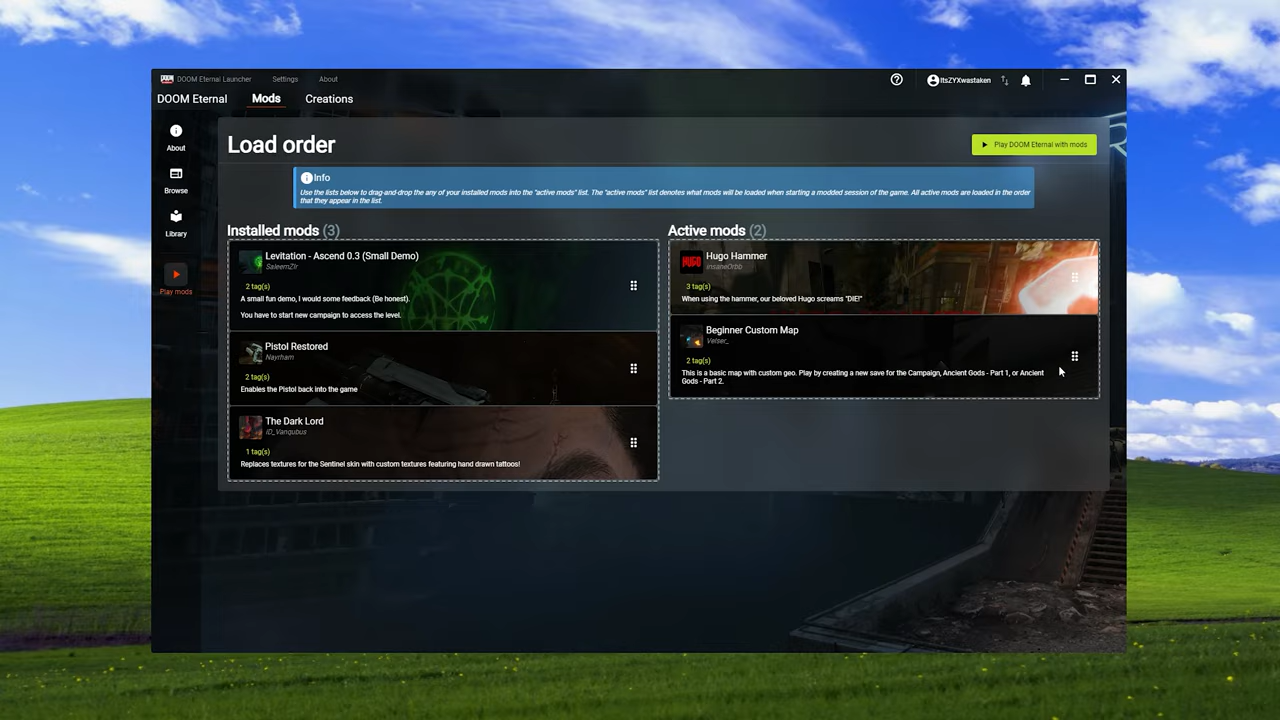 DOOM Eternal Launcher
Settings
About
ItsZYXwastaken
DOOM Eternal
Mods
Creations
About
Browse
Library
Play mods
Load order
Play DOOM Eternal with mods
Info
Use the lists below to drag-and-drop the any of your installed mods into the "active mods" list. The "active mods" list denotes what mods will be loaded when starting a modded session of the game. All active mods are loaded in the order
that they appear in the list.
Installed mods (3)
Levitation - Ascend 0.3 (Small Demo)
SaleemZlr
2 tag(s)
A small fun demo, I would some feedback (Be honest).
You have to start new campaign to access the level.
Pistol Restored
Nayrham
2 tag(s)
Enables the Pistol back into the game
The Dark Lord
iD_Vanqubus
1 tag(s)
Replaces textures for the Sentinel skin with custom textures featuring hand drawn tattoos!
Active mods (2)
HUGO
Hugo Hammer
InsaneOrbb
3 tag(s)
When using the hammer, our beloved Hugo screams "DIE!"
Beginner Custom Map
Velser_
2 tag(s)
This is a basic map with custom geo. Play by creating a new save for the Campaign, Ancient Gods - Part 1, or Ancient
Gods - Part 2.